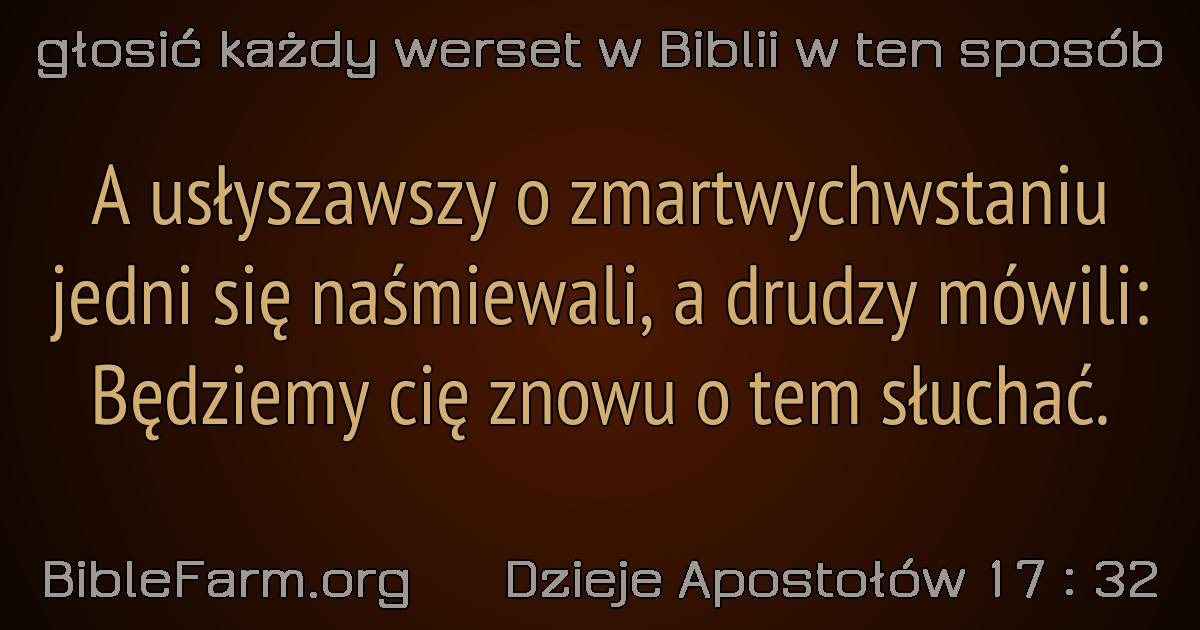 głosić każdy werset w Biblii w ten sposób
A usłyszawszy o zmartwychwstaniu
jedni się naśmiewali, a drudzy mówili:
Będziemy cię znowu o tem słuchać.
BibleFarm.org Dzieje Apostołów 17 : 32